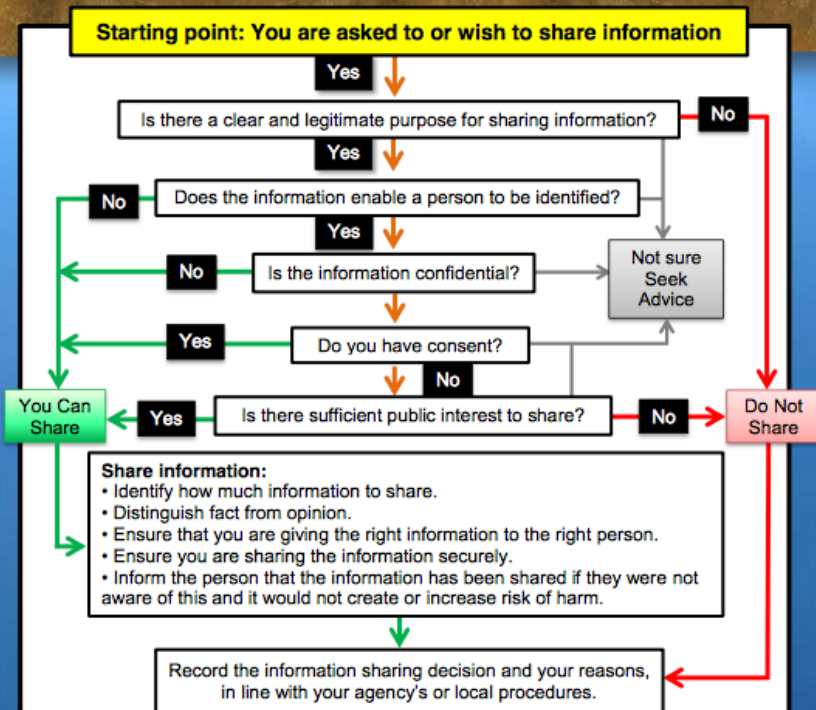 Starting point: You are asked to or wish to share information
Yes
Is there a clear and legitimate purpose for sharing information?
No
Yes
No
Does the information enable a person to be identified?
Yes
No
Is the information confidential?
Not sure
Seek
Advice
Yes
Do you have consent?
No
You Can
Share
Yes
Is there sufficient public interest to share?
No
Do Not
Share
Share information:
• Identify how much information to share.
• Distinguish fact from opinion.
• Ensure that you are giving the right information to the right person.
• Ensure you are sharing the information securely.
• Inform the person that the information has been shared if they were not
aware of this and it would not create or increase risk of harm.
Record the information sharing decision and your reasons,
in line with your agency's or local procedures.